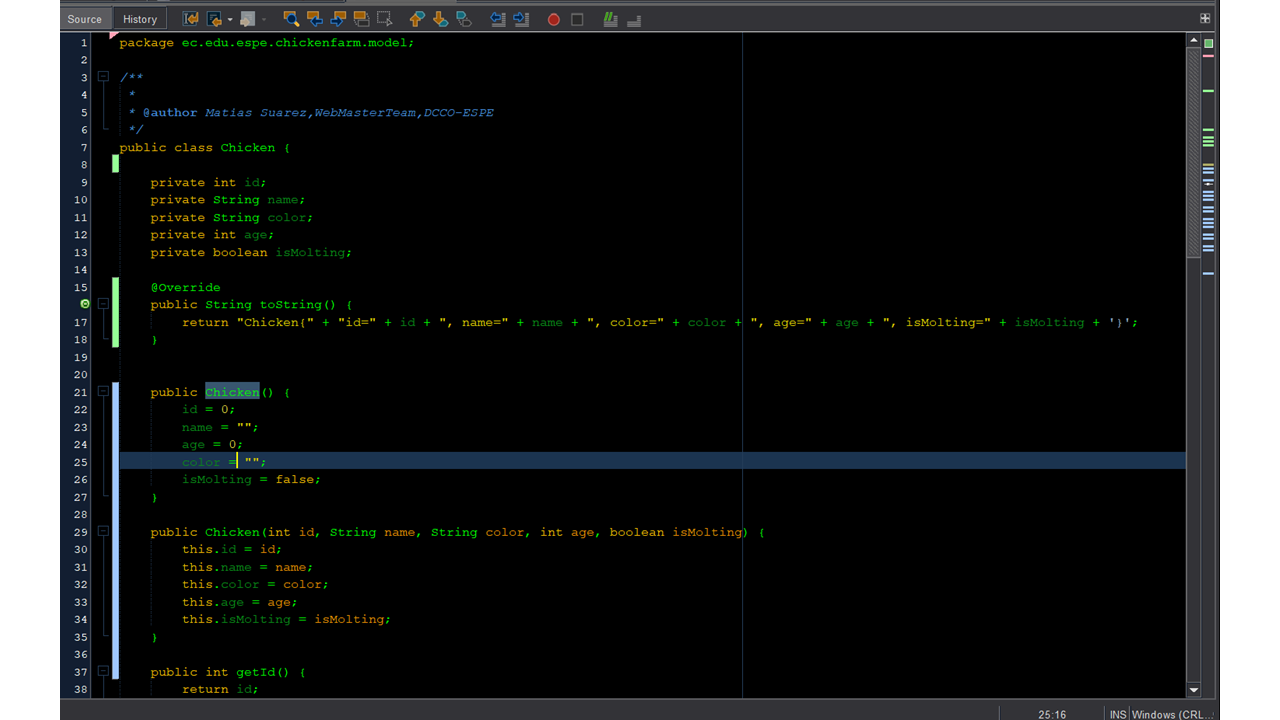 Source History
1 package ec.edu.espe.chickenfarm.model;
2
3 /**
4  *
5  * @author Matias Suarez,WebMasterTeam,DCCO-ESPE
6  */
7 public class Chicken {
8
9     private int id;
10     private String name;
11     private String color;
12     private int age;
13     private boolean isMolting;
14
15     @Override
    public String toString() {
17         return "Chicken{" + "id=" + id + ", name=" + name + ", color=" + color + ", age=" + age + ", isMolting=" + isMolting + '}';
18     }
19
20
21     public Chicken() {
22         id = 0;
23         name = "";
24         age = 0;
25         color = "";
26         isMolting = false;
27     }
28
29     public Chicken(int id, String name, String color, int age, boolean isMolting) {
30         this.id = id;
31         this.name = name;
32         this.color = color;
33         this.age = age;
34         this.isMolting = isMolting;
35     }
36
37     public int getId() {
38         return id;
25:16 INS Windows (CRL...